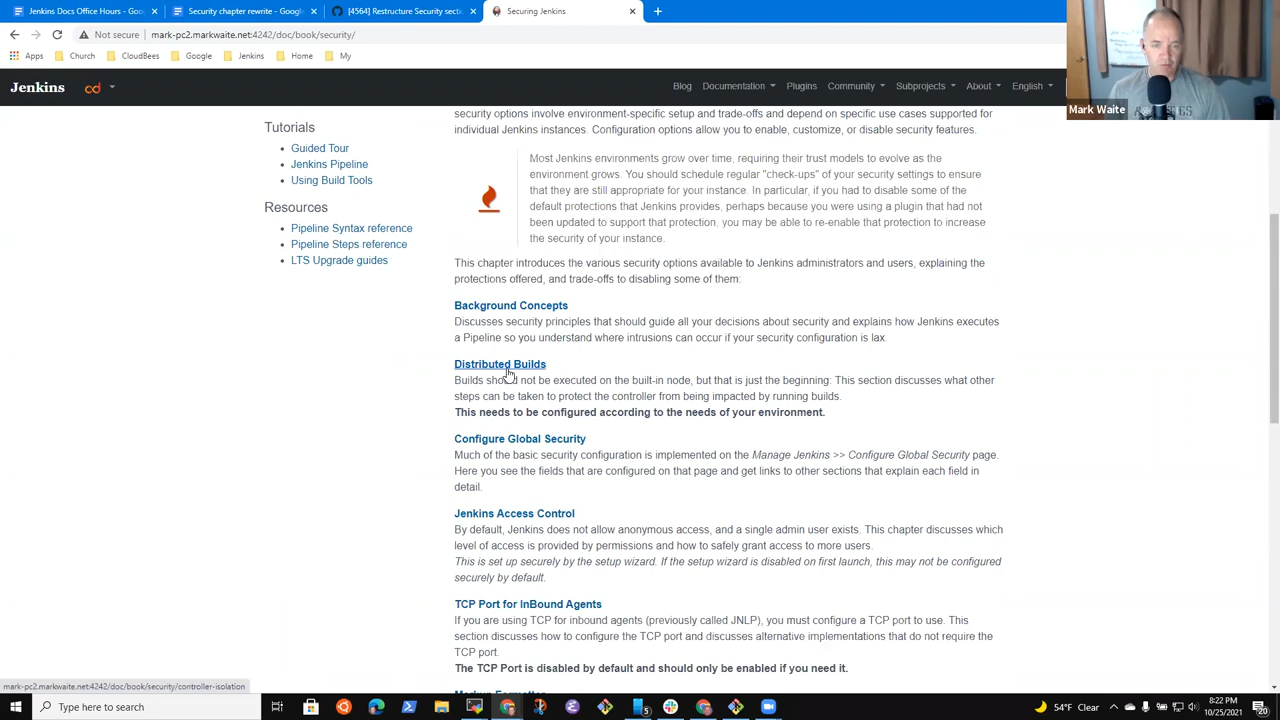 Jenkins Docs Office Hours - Goo
Security chapter rewrite - Google
[4564] Restructure Security secti
Securing Jenkins
Not secure
mark-pc2.markwaite.net:4242/doc/book/security/
Apps
Church
CloudBees
Google
Jenkins
Home
My
Mark Waite
Jenkins
cd
Blog
Documentation
Plugins
Community
Subprojects
About
English
Tutorials
Guided Tour
Jenkins Pipeline
Using Build Tools
Resources
Pipeline Syntax reference
Pipeline Steps reference
LTS Upgrade guides
security options involve environment-specific setup and trade-offs and depend on specific use cases supported for
individual Jenkins instances. Configuration options allow you to enable, customize, or disable security features.
Most Jenkins environments grow over time, requiring their trust models to evolve as the
environment grows. You should schedule regular "check-ups" of your security settings to ensure
that they are still appropriate for your instance. In particular, if you had to disable some of the
default protections that Jenkins provides, perhaps because you were using a plugin that had not
been updated to support that protection, you may be able to re-enable that protection to increase
the security of your instance.
This chapter introduces the various security options available to Jenkins administrators and users, explaining the
protections offered, and trade-offs to disabling some of them:
Background Concepts
Discusses security principles that should guide all your decisions about security and explains how Jenkins executes
a Pipeline so you understand where intrusions can occur if your security configuration is lax.
Distributed Builds
Builds should not be executed on the built-in node, but that is just the beginning: This section discusses what other
steps can be taken to protect the controller from being impacted by running builds.
This needs to be configured according to the needs of your environment.
Configure Global Security
Much of the basic security configuration is implemented on the Manage Jenkins >> Configure Global Security page.
Here you see the fields that are configured on that page and get links to other sections that explain each field in
detail.
Jenkins Access Control
By default, Jenkins does not allow anonymous access, and a single admin user exists. This chapter discusses which
level of access is provided by permissions and how to safely grant access to more users.
This is set up securely by the setup wizard. If the setup wizard is disabled on first launch, this may not be configured
securely by default.
TCP Port for InBound Agents
If you are using TCP for inbound agents (previously called JNLP), you must configure a TCP port to use. This
section discusses how to configure the TCP port and discusses alternative implementations that do not require the
TCP port.
The TCP Port is disabled by default and should only be enabled if you need it.
Markup Formatter
mark-pc2.markwaite.net:4242/doc/book/security/controller-isolation
Type here to search
5
54°F Clear
8:22 PM
10/25/2021
20